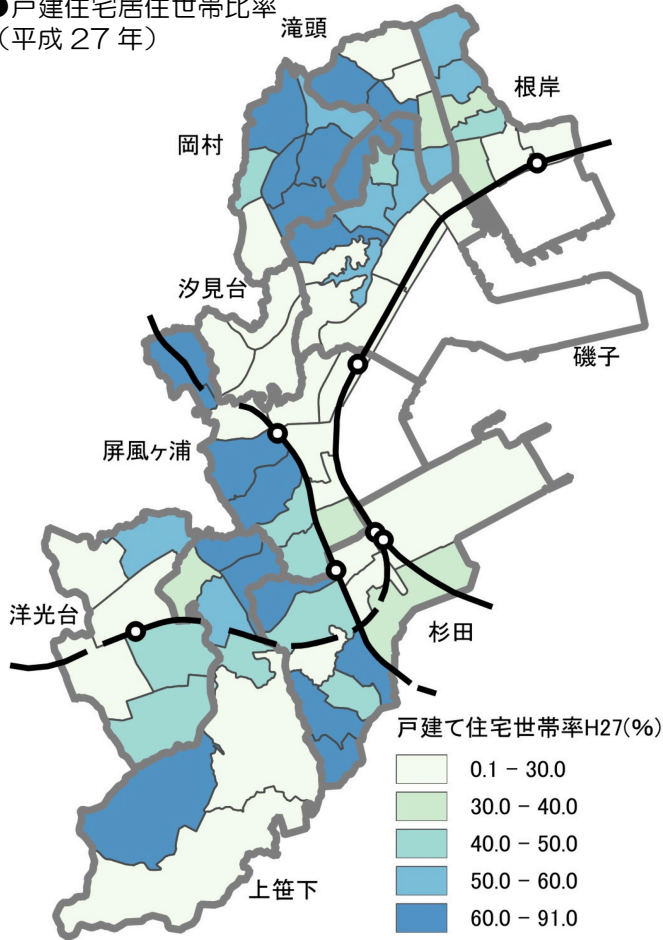 ●戸建住宅居住世帯比率
（平成 27 年）
滝頭
根岸
岡村
汐見台
磯子
屏風ヶ浦
洋光台
杉田
上笹下
戸建て住宅世帯率H27(%)
0.1 - 30.0
30.0 - 40.0
40.0 - 50.0
50.0 - 60.0
60.0 - 91.0